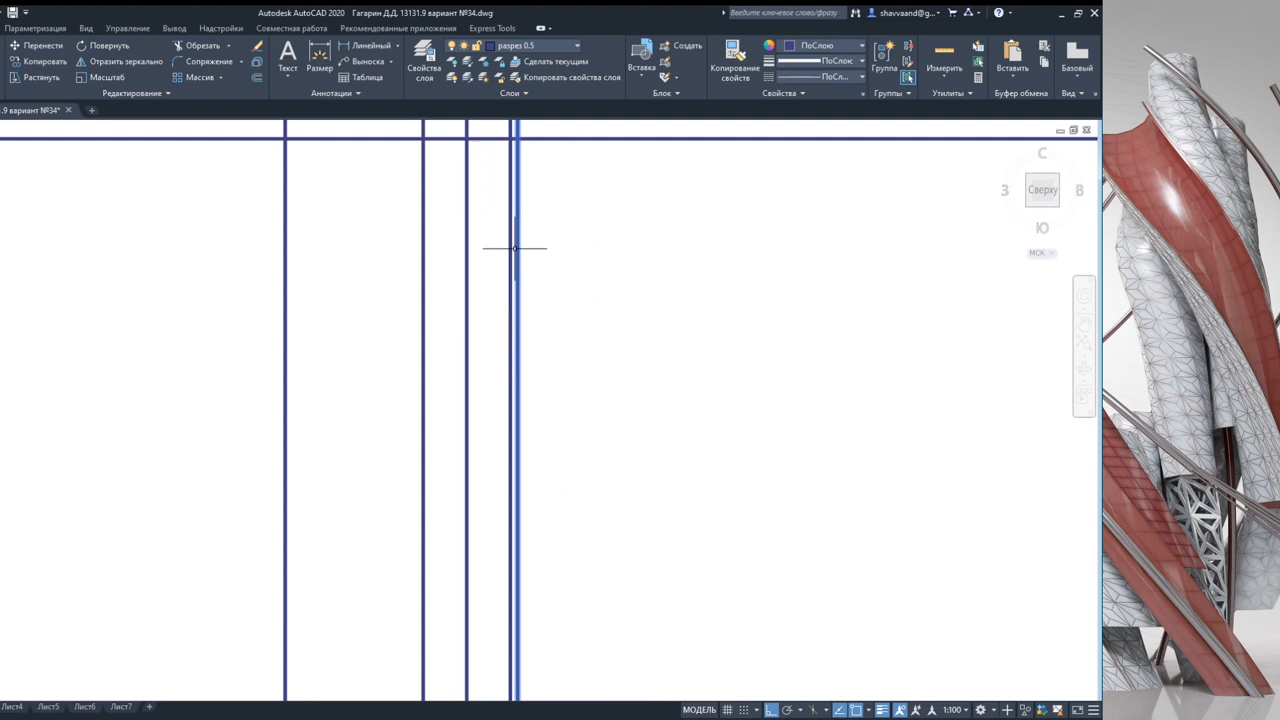 Autodesk AutoCAD 2020 Гагарин Д.Д. 13131.9 вариант №34.dwg
Введите ключевое слово/фразу
shavvaand@g...
Параметризация Вид Управление Вывод Надстройки Совместная работа Рекомендованные приложения Express Tools
Перенести Повернуть Обрезать
Копировать Отразить зеркально Сопряжение
Растянуть Масштаб Массив
Редактирование
Текст Размер
Линейный
Выноска
Таблица
Аннотации
Свойства слоя
разрез 0.5
Сделать текущим
Копировать свойства слоя
Слои
Вставка
Создать
Блок
Копирование свойств
ПоСлою
ПоСлою
ПоСл...
Свойства
Группа
Группы
Измерить
Утилиты
Вставить
Буфер обмена
Базовый
Вид
.9 вариант №34*
С
З Сверху В
Ю
МСК
Лист4 Лист5 Лист6 Лист7 +
МОДЕЛЬ 1:100